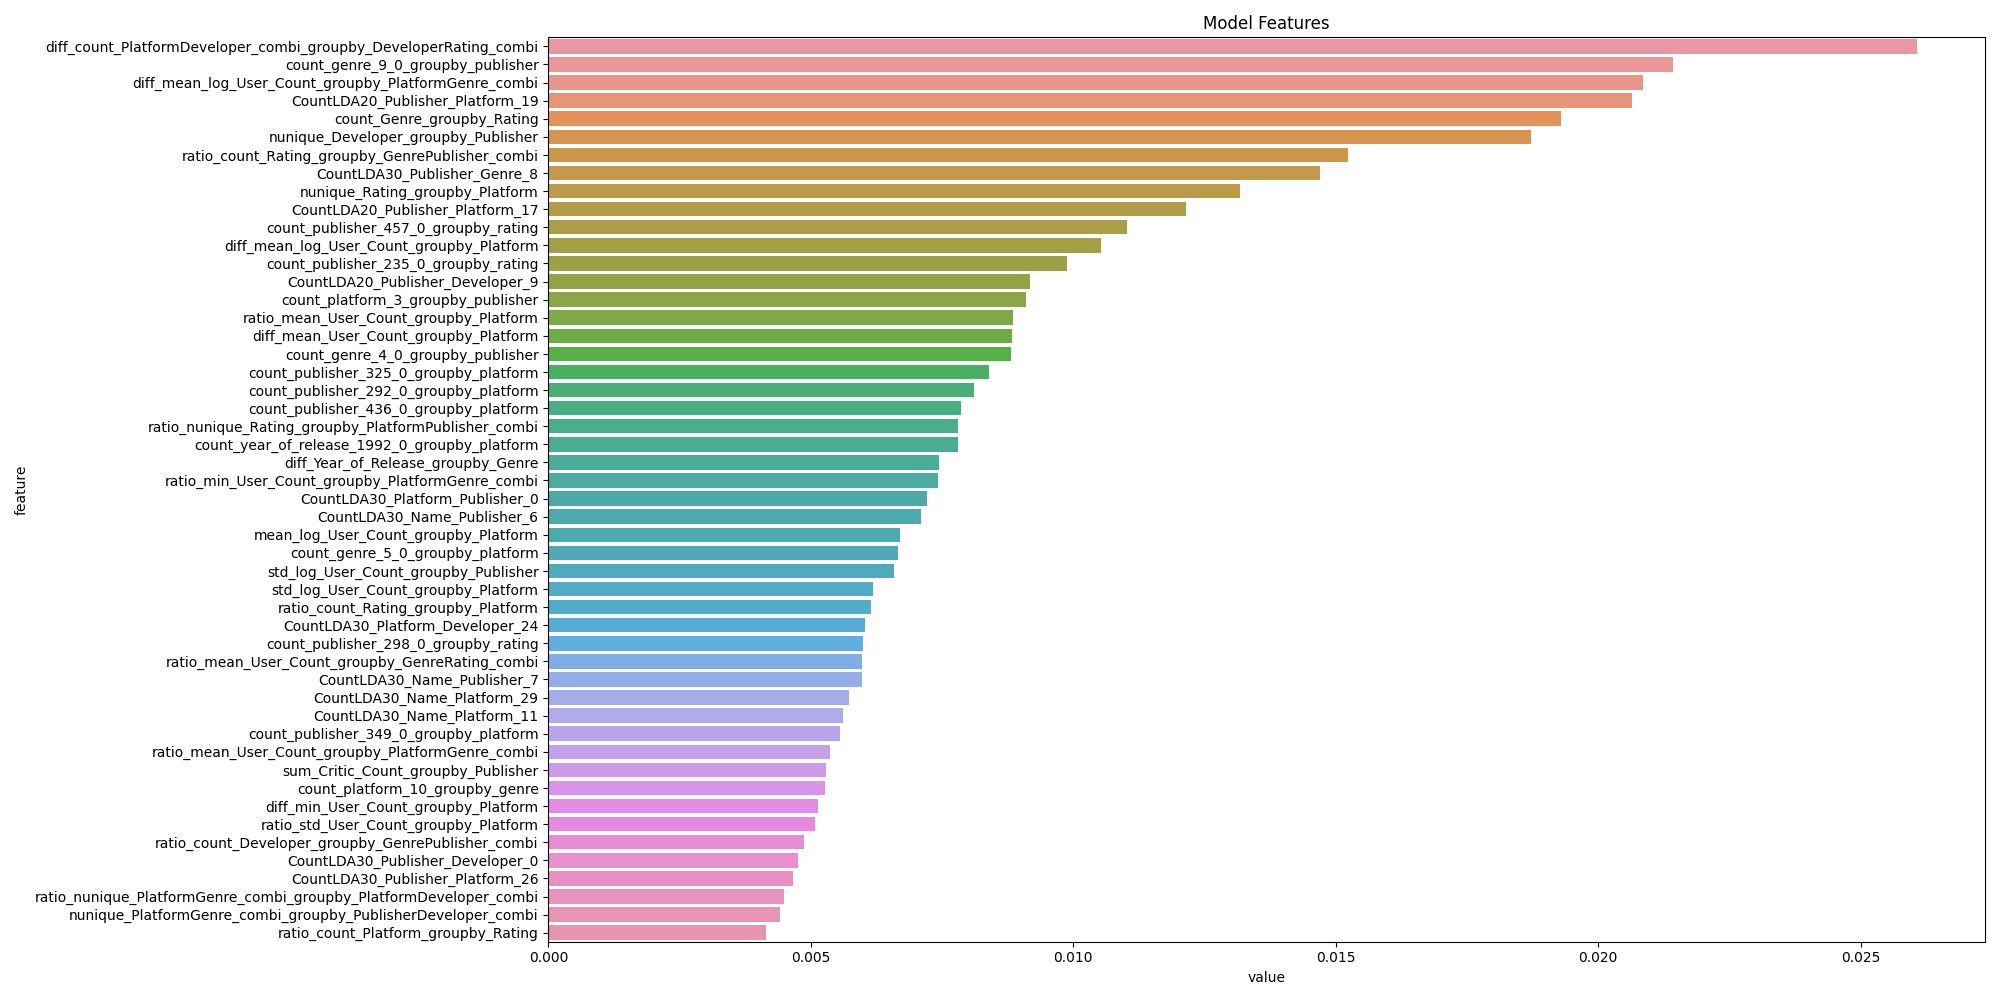 Model Features
diff_count_PlatformDeveloper_combi_groupby_DeveloperRating_combi
count_genre_9_0_groupby_publisher
diff_mean_log_User_Count_groupby_PlatformGenre_combi
CountLDA20_Publisher_Platform_19
count_Genre_groupby_Rating
nunique_Developer_groupby_Publisher
ratio_count_Rating_groupby_GenrePublisher_combi
CountLDA30_Publisher_Genre_8
nunique_Rating_groupby_Platform
CountLDA20_Publisher_Platform_17
count_publisher_457_0_groupby_rating
diff_mean_log_User_Count_groupby_Platform
count_publisher_235_0_groupby_rating
CountLDA20_Publisher_Developer_9
count_platform_3_groupby_publisher
ratio_mean_User_Count_groupby_Platform
diff_mean_User_Count_groupby_Platform
count_genre_4_0_groupby_publisher
count_publisher_325_0_groupby_platform
count_publisher_292_0_groupby_platform
count_publisher_436_0_groupby_platform
ratio_nunique_Rating_groupby_PlatformPublisher_combi
count_year_of_release_1992_0_groupby_platform
diff_Year_of_Release_groupby_Genre
ratio_min_User_Count_groupby_PlatformGenre_combi
CountLDA30_Platform_Publisher_0
CountLDA30_Name_Publisher_6
mean_log_User_Count_groupby_Platform
count_genre_5_0_groupby_platform
std_log_User_Count_groupby_Publisher
std_log_User_Count_groupby_Platform
ratio_count_Rating_groupby_Platform
CountLDA30_Platform_Developer_24
count_publisher_298_0_groupby_rating
ratio_mean_User_Count_groupby_GenreRating_combi
CountLDA30_Name_Publisher_7
CountLDA30_Name_Platform_29
CountLDA30_Name_Platform_11
count_publisher_349_0_groupby_platform
ratio_mean_User_Count_groupby_PlatformGenre_combi
sum_Critic_Count_groupby_Publisher
count_platform_10_groupby_genre
diff_min_User_Count_groupby_Platform
ratio_std_User_Count_groupby_Platform
ratio_count_Developer_groupby_GenrePublisher_combi
CountLDA30_Publisher_Developer_0
CountLDA30_Publisher_Platform_26
ratio_nunique_PlatformGenre_combi_groupby_PlatformDeveloper_combi
nunique_PlatformGenre_combi_groupby_PublisherDeveloper_combi
ratio_count_Platform_groupby_Rating
feature
0.000 0.005 0.010 0.015 0.020 0.025
value